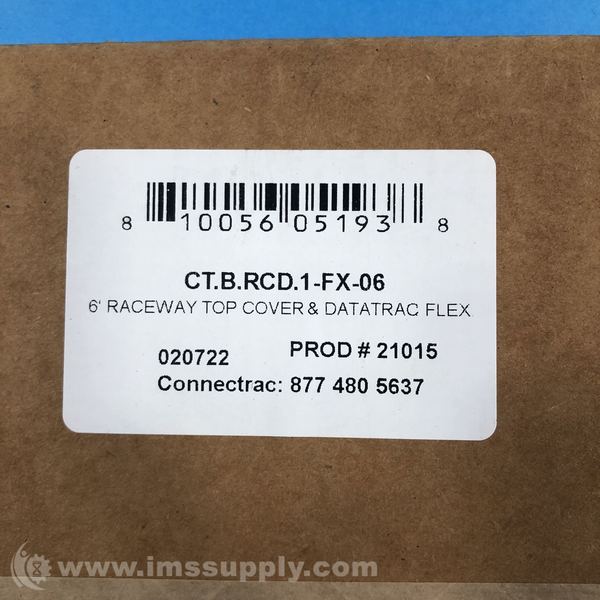 8 10056 05193 8
CT.B.RCD.1-FX-06
6' RACEWAY TOP COVER & DATATRAC FLEX
020722 PROD # 21015
Connectrac: 877 480 5637
www.imssupply.com